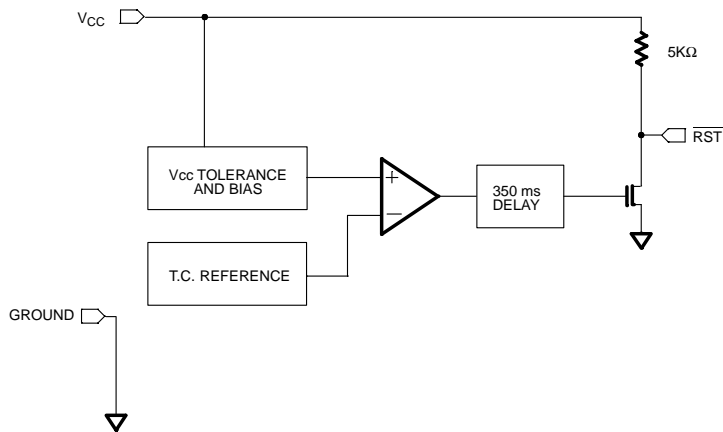 VCC
5KΩ
RST
Vcc TOLERANCE
AND BIAS
+
350 ms
DELAY
−
T.C. REFERENCE
GROUND